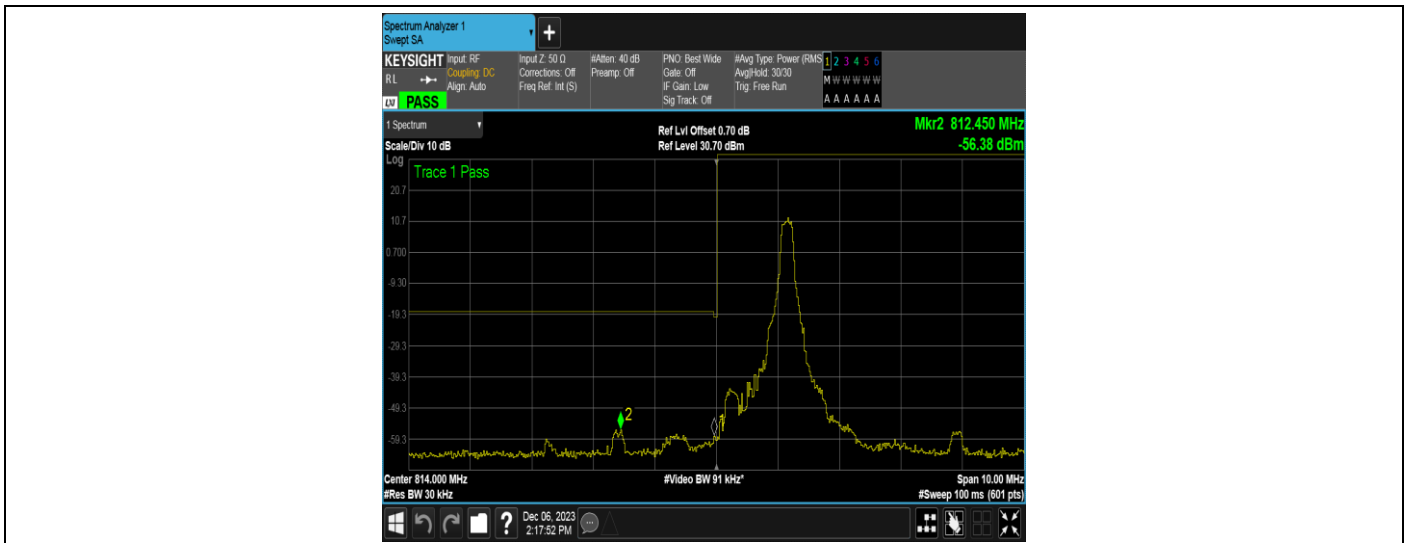 Spectrum Analyzer 1
Swept SA
+
KEYSIGHT Input: RF Input Z: 50 Ω #Atten: 40 dB PNO: Best Wide #Avg Type: Power (RMS 1 2 3 4 5 6
RL Coupling: DC Corrections: Off Preamp: Off Gate: Off Avg|Hold: 30/30 M W W W W W
Align: Auto Freq Ref: Int (S) IF Gain: Low Trig: Free Run
LXI PASS Sig Track: Off A A A A A A
1 Spectrum Ref Lvl Offset 0.70 dB Mkr2 812.450 MHz
Scale/Div 10 dB Ref Level 30.70 dBm -56.38 dBm
Log
Trace 1 Pass
20.7
10.7
0.700
-9.30
-19.3
-29.3
-39.3
-49.3
2
-59.3
Center 814.000 MHz #Video BW 91 kHz* Span 10.00 MHz
#Res BW 30 kHz #Sweep 100 ms (601 pts)
? Dec 06, 2023
2:17:52 PM